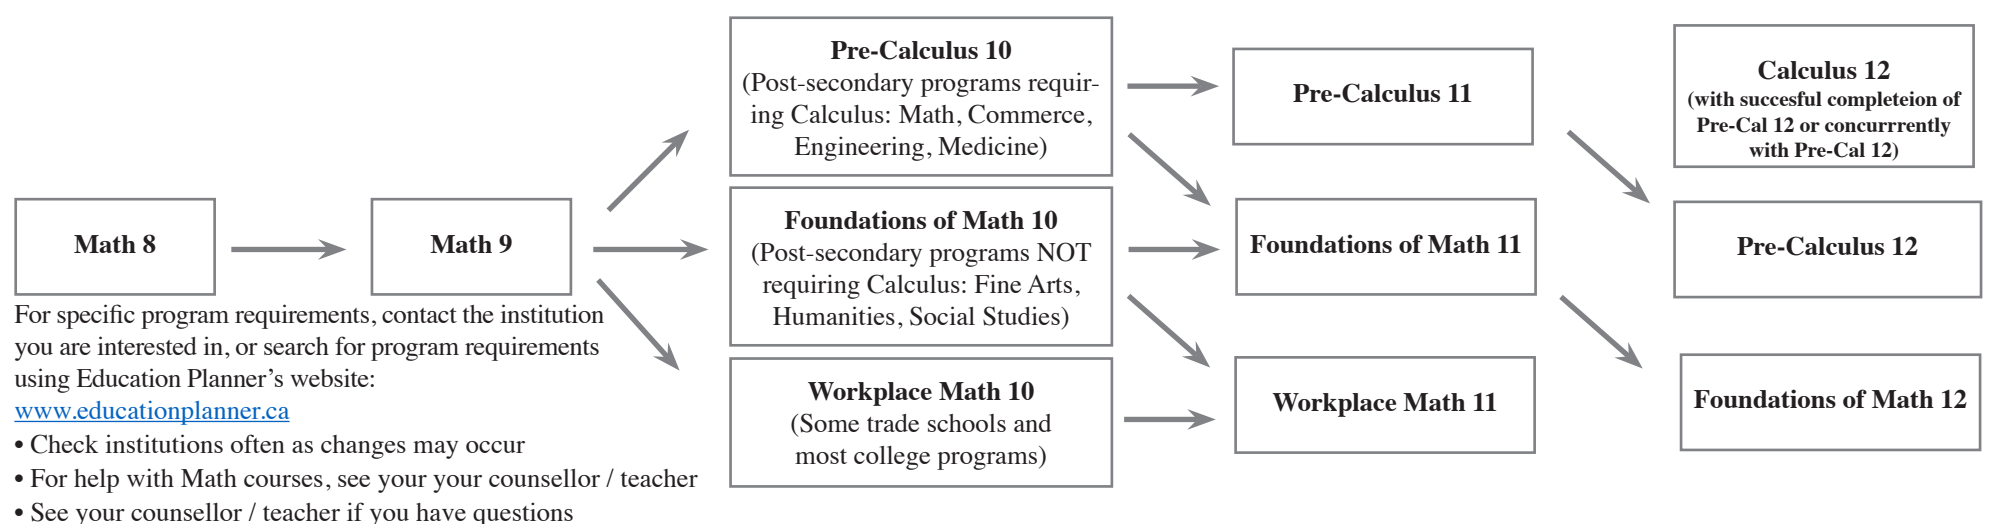 Math 8
For specific program requirements, contact the institution
you are interested in, or search for program requirements
using Education Planner’s website:
www.educationplanner.ca
• Check institutions often as changes may occur
• For help with Math courses, see your your counsellor / teacher
• See your counsellor / teacher if you have questions
Math 9
Pre-Calculus 10
(Post-secondary programs requir-
ing Calculus: Math, Commerce,
Engineering, Medicine)
Foundations of Math 10
(Post-secondary programs NOT
requiring Calculus: Fine Arts,
Humanities, Social Studies)
Workplace Math 10
(Some trade schools and
most college programs)
Pre-Calculus 11
Foundations of Math 11
Workplace Math 11
Calculus 12
(with succesful completeion of
Pre-Cal 12 or concurrrently
with Pre-Cal 12)
Pre-Calculus 12
Foundations of Math 12